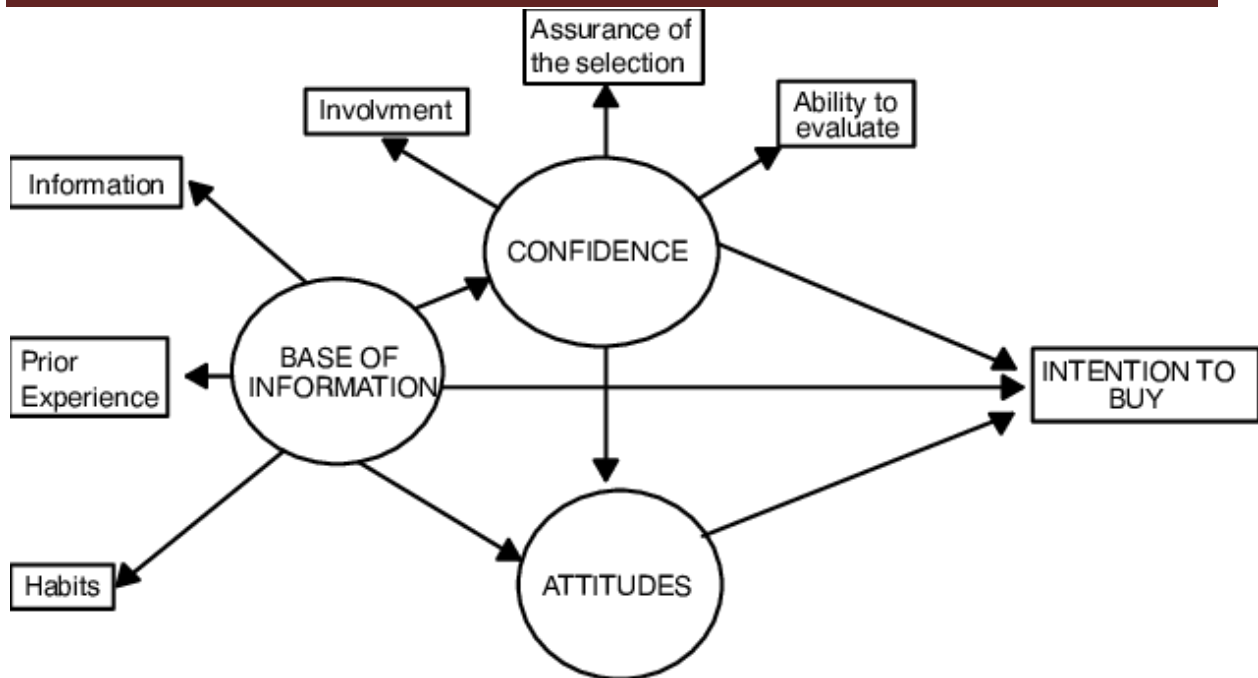 Assurance of
the selection
Involvment
Ability to
evaluate
Information
CONFIDENCE
Prior
Experience
BASE OF
INFORMATION
INTENTION TO
BUY
Habits
ATTITUDES